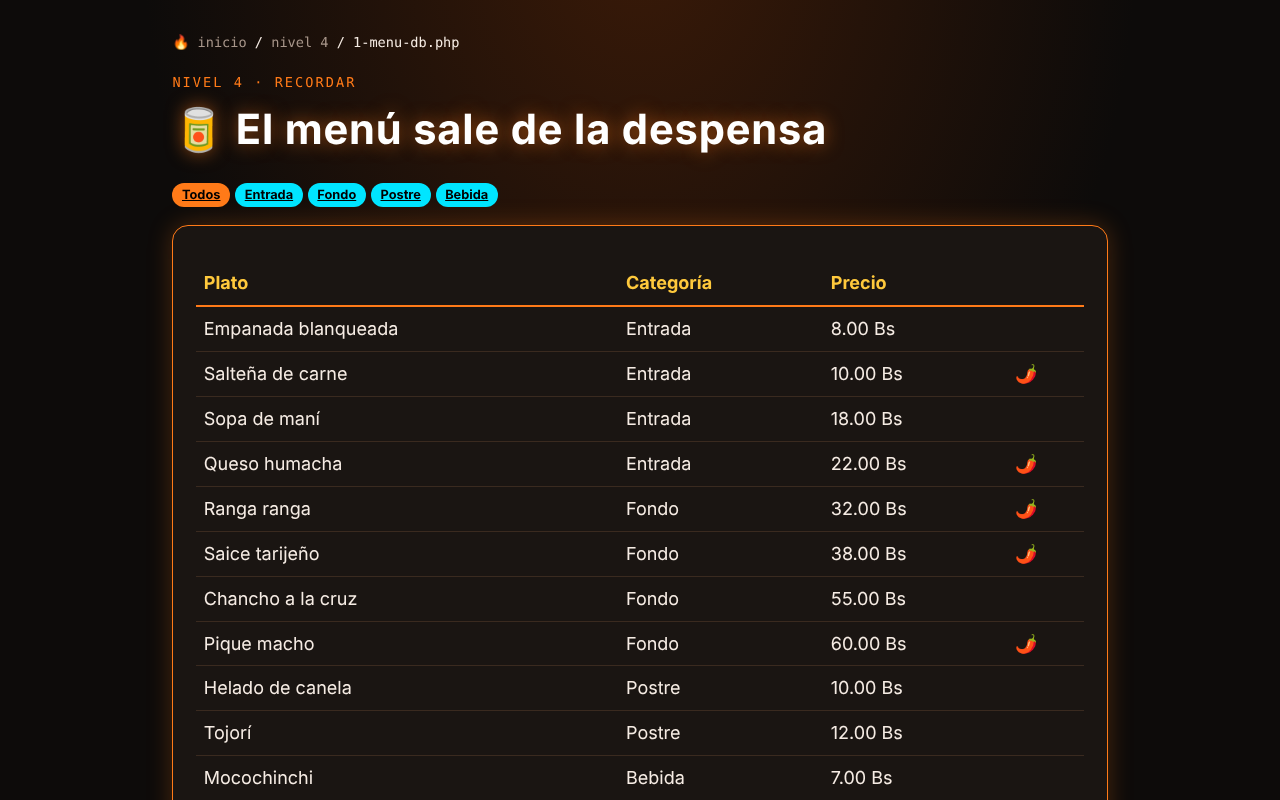 inicio / nivel 4 / 1-menu-db.php
NIVEL 4 · RECORDAR
El menú sale de la despensa
Todos Entrada Fondo Postre Bebida
Plato Categoría Precio
Empanada blanqueada Entrada 8.00 Bs
Salteña de carne Entrada 10.00 Bs
Sopa de maní Entrada 18.00 Bs
Queso humacha Entrada 22.00 Bs
Ranga ranga Fondo 32.00 Bs
Saice tarijeño Fondo 38.00 Bs
Chancho a la cruz Fondo 55.00 Bs
Pique macho Fondo 60.00 Bs
Helado de canela Postre 10.00 Bs
Tojorí Postre 12.00 Bs
Mocochinchi Bebida 7.00 Bs